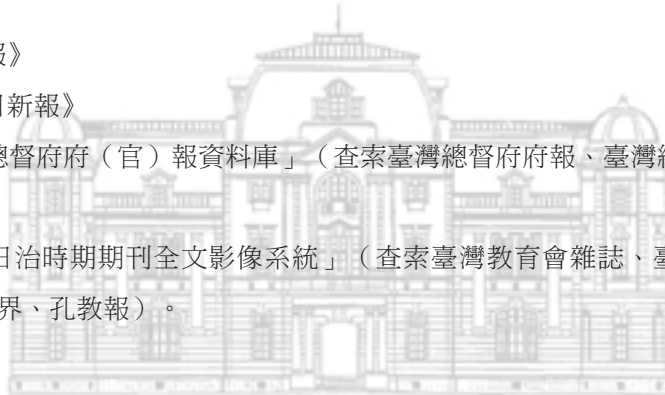 報》
日新報》
總督府府（官）報資料庫」（查索臺灣總督府府報、臺灣總
日治時期期刊全文影像系統」（查索臺灣教育會雜誌、臺
界、孔教報）。